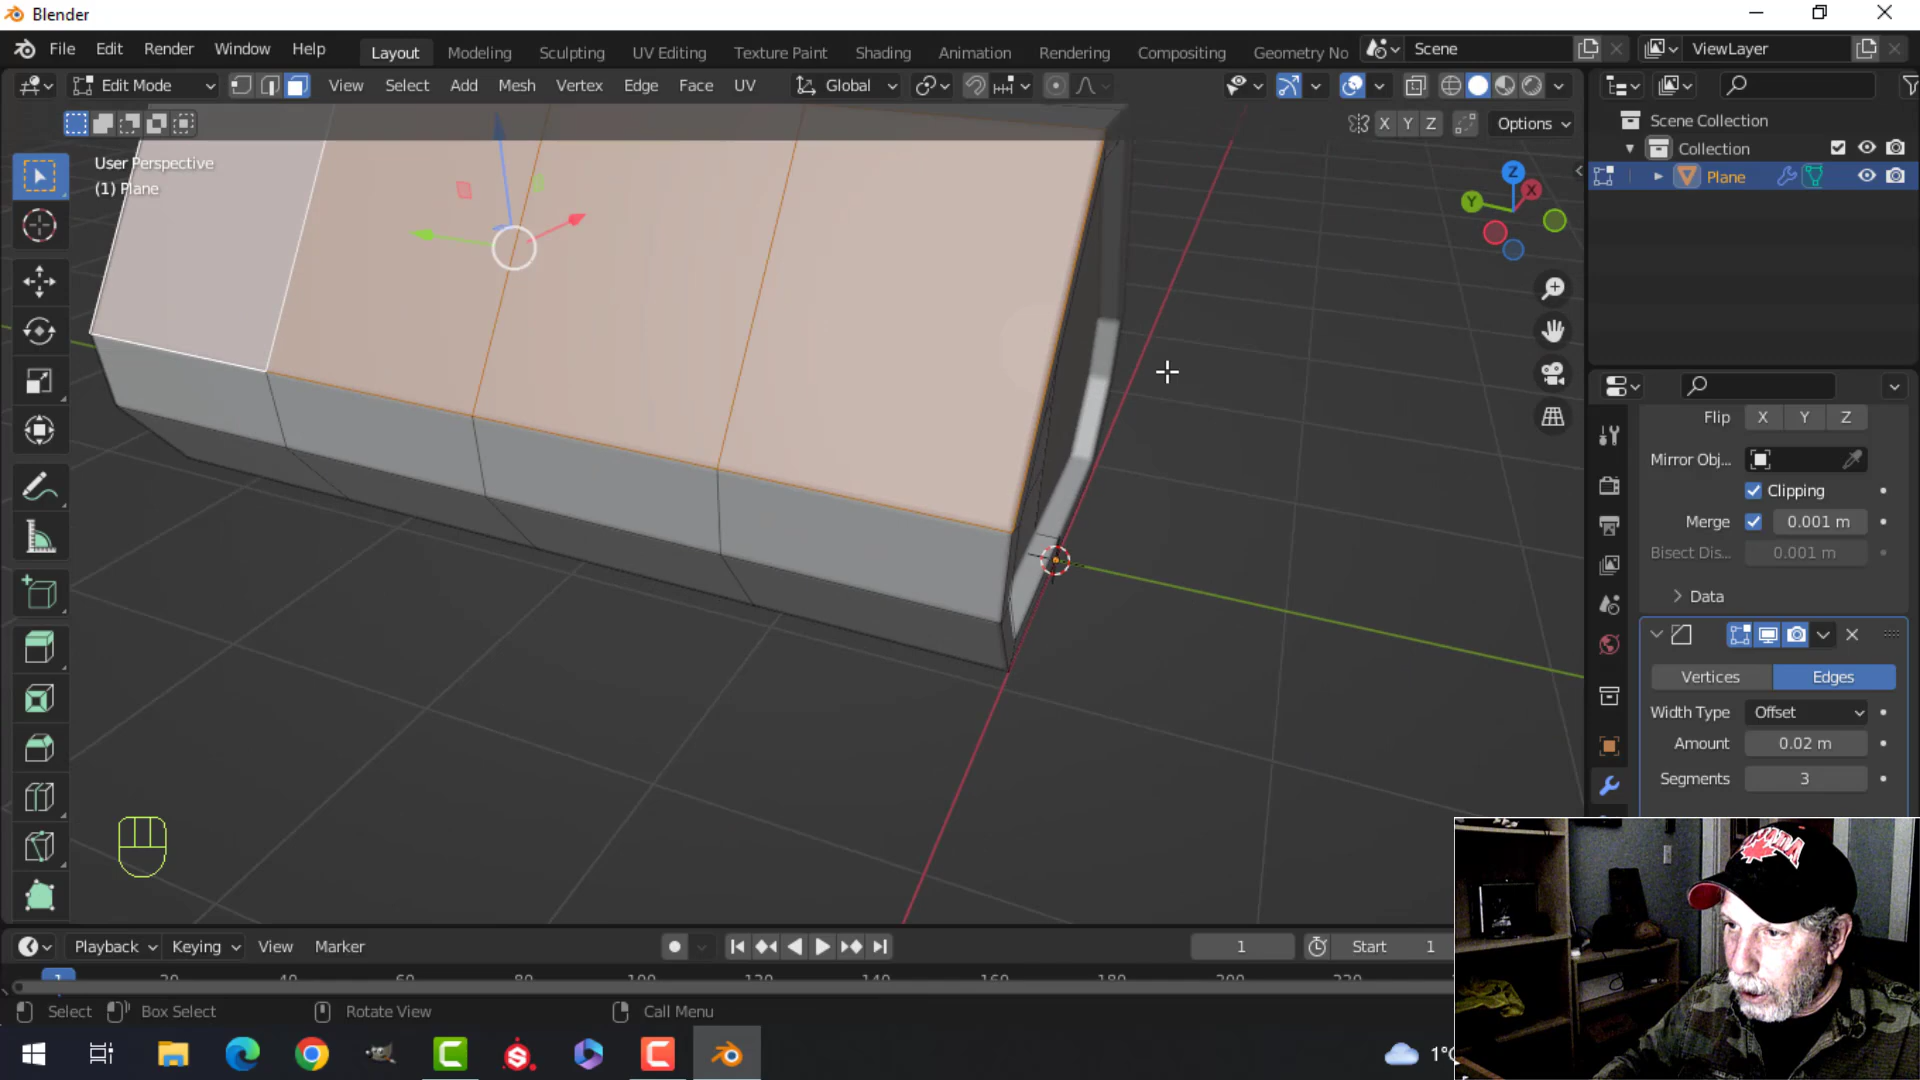 Blender
File Edit Render Window Help Layout Modeling Sculpting UV Editing Texture Paint Shading Animation Rendering Compositing Geometry No Scene ViewLayer
Edit Mode View Select Add Mesh Vertex Edge Face UV Global
X Y Z Options
User Perspective
(1) Plane
Z
X
Y
Scene Collection
Collection
Plane
Flip X Y Z
Mirror Obj...
Clipping
Merge 0.001 m
Bisect Dis... 0.001 m
Data
Vertices Edges
Width Type Offset
Amount 0.02 m
Segments 3
Playback Keying View Marker 1 Start 1
1 20 40 60 80 100 120 140 160 180 200 220
Select Box Select Rotate View Call Menu
1°C